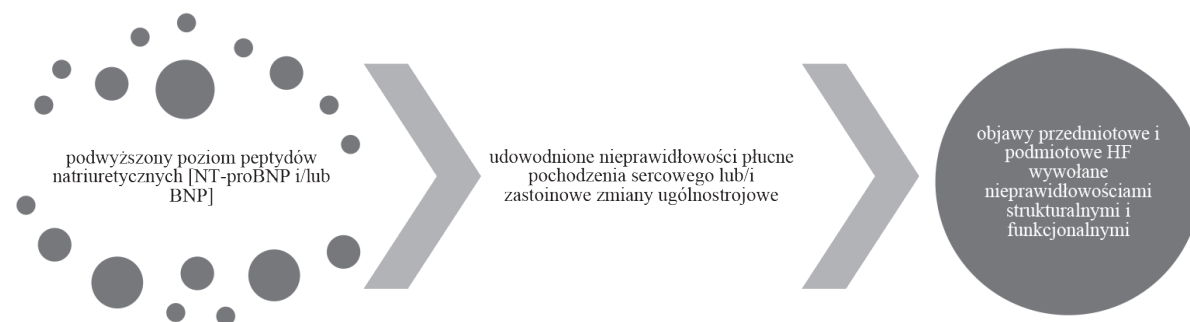 podwyższony poziom peptydów
natriuretycznych [NT-proBNP i/lub
BNP]
udowodnione nieprawidłowości płucne
pochodzenia sercowego lub/i
zastoinowe zmiany ugólnostrojowe
objawy przedmiotowe i
podmiotowe HF
wywołane
nieprawidłowościami
strukturalnymi i
funkcjonalnymi